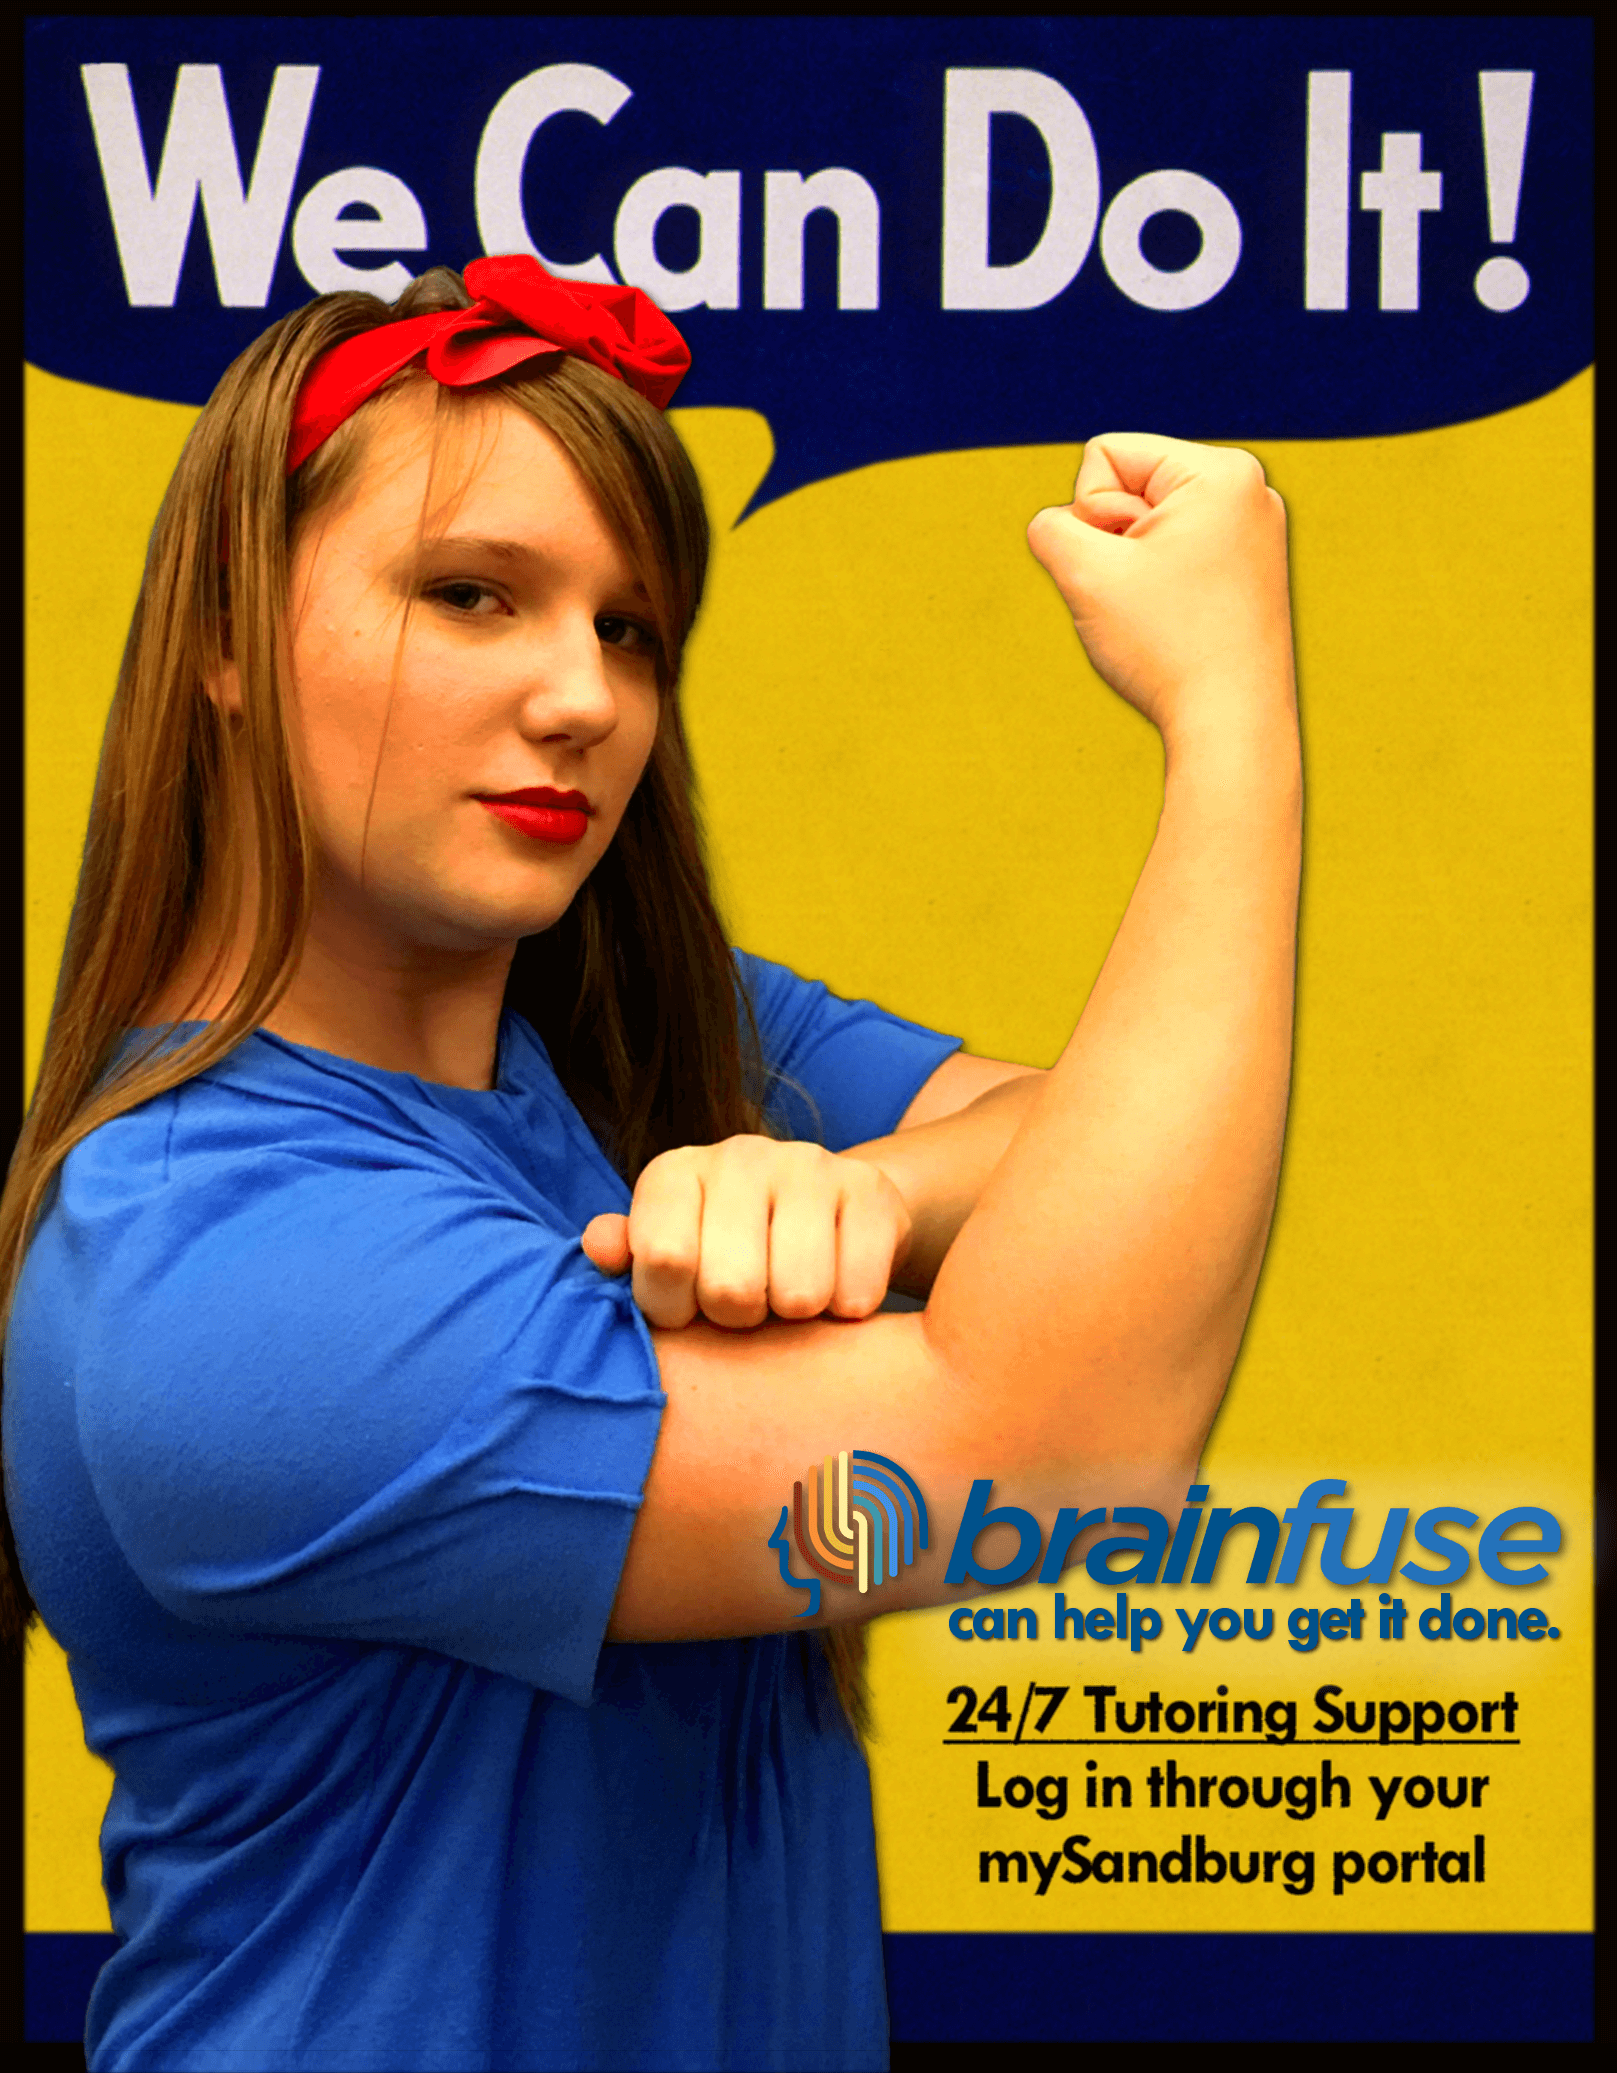 We Can Do It!
brainfuse
can help you get it done.
24/7 Tutoring Support
Log in through your
mySandburg portal